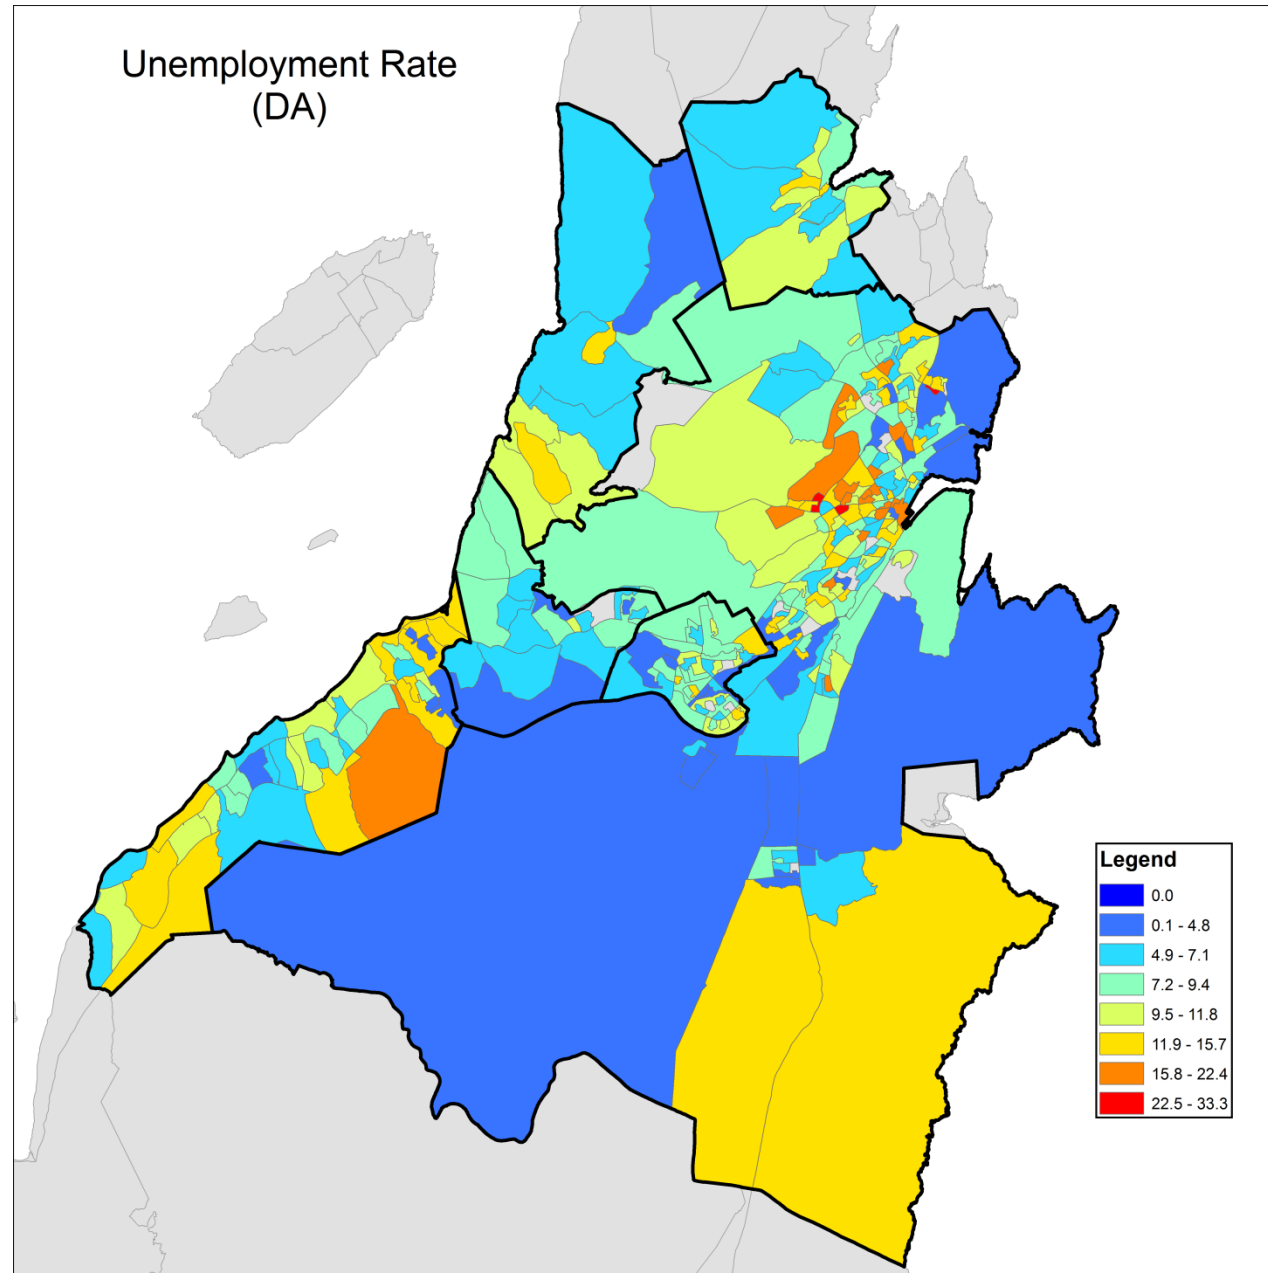 Unemployment Rate
(DA)
Legend
0.0
0.1 - 4.8
4.9 - 7.1
7.2 - 9.4
9.5 - 11.8
11.9 - 15.7
15.8 - 22.4
22.5 - 33.3